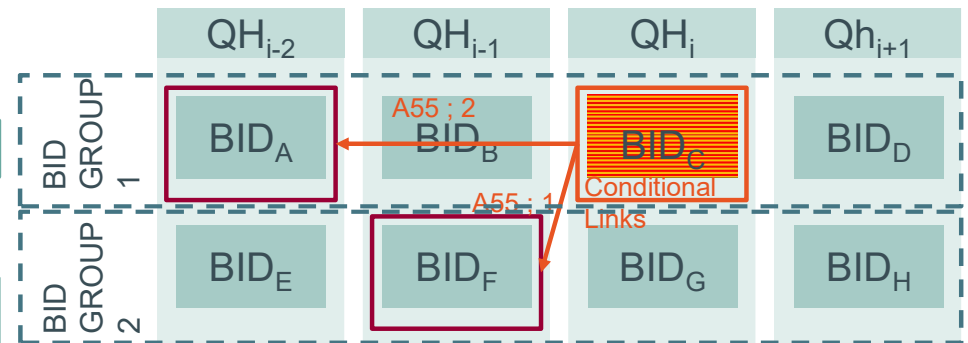 QHi-2 QHi-1 QHi Qhi+1
BID GROUP 1
A55 ; 2
BIDA BIDB BIDC BIDD
Conditional
Links
A55 ; 1
BID GROUP 2
BIDE BIDF BIDG BIDH